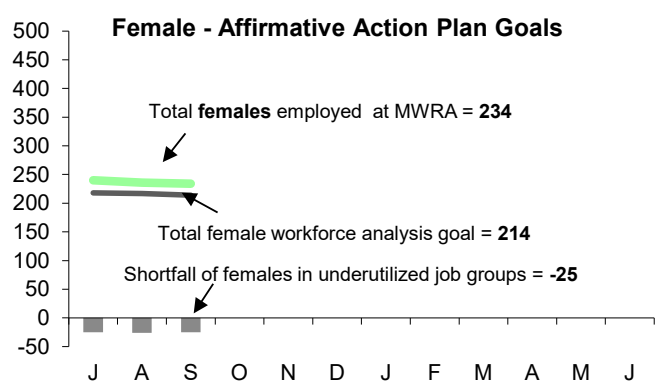 Female - Affirmative Action Plan Goals
500
450
400
350
300
250
200
150
100
50
0
-50
Total females employed at MWRA = 234
Total female workforce analysis goal = 214
Shortfall of females in underutilized job groups = -25
J A S O N D J F M A M J